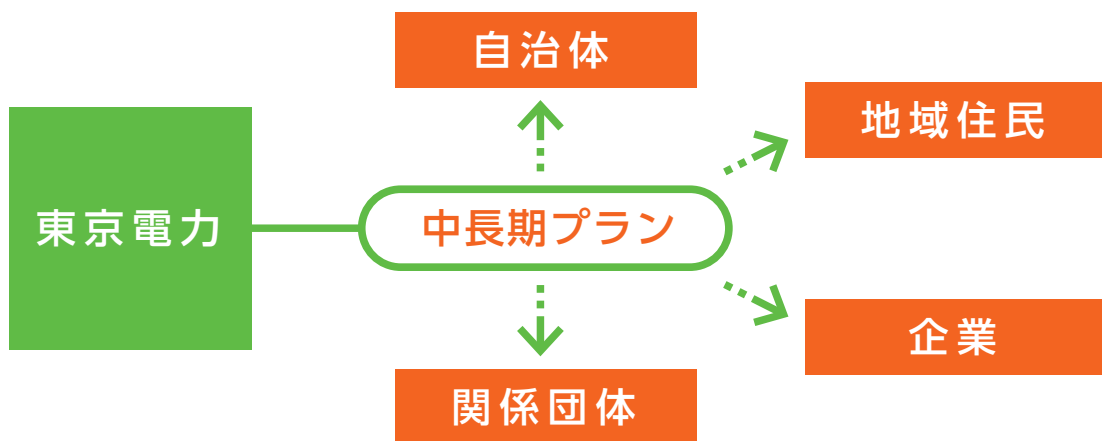 自治体
地域住民
東京電力
中長期プラン
企業
関係団体